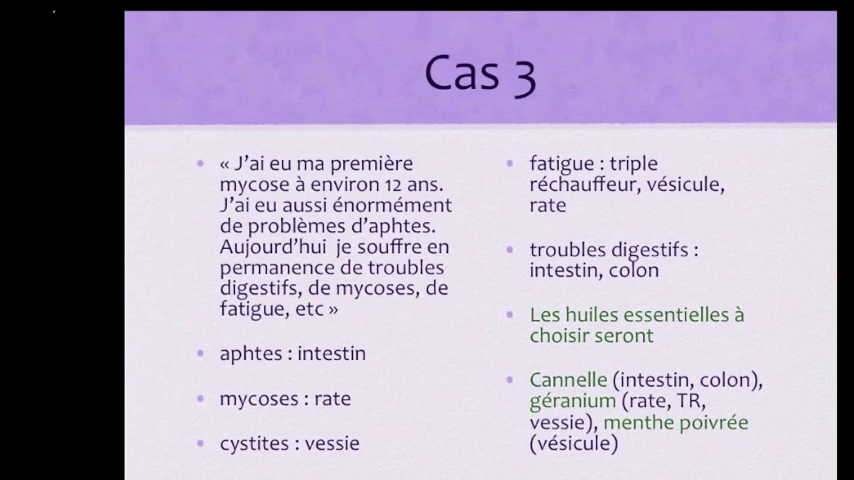 Cas 3
• « J'ai eu ma première
mycose à environ 12 ans.
J'ai eu aussi énormément
de problèmes d'aphtes.
Aujourd'hui je souffre en
permanence de troubles
digestifs, de mycoses, de
fatigue, etc »
• aphtes : intestin
• mycoses : rate
• cystites : vessie
• fatigue : triple
réchauffeur, vésicule,
rate
• troubles digestifs :
intestin, colon
• Les huiles essentielles à
choisir seront
• Cannelle (intestin, colon),
géranium (rate, TR,
vessie), menthe poivrée
(vésicule)